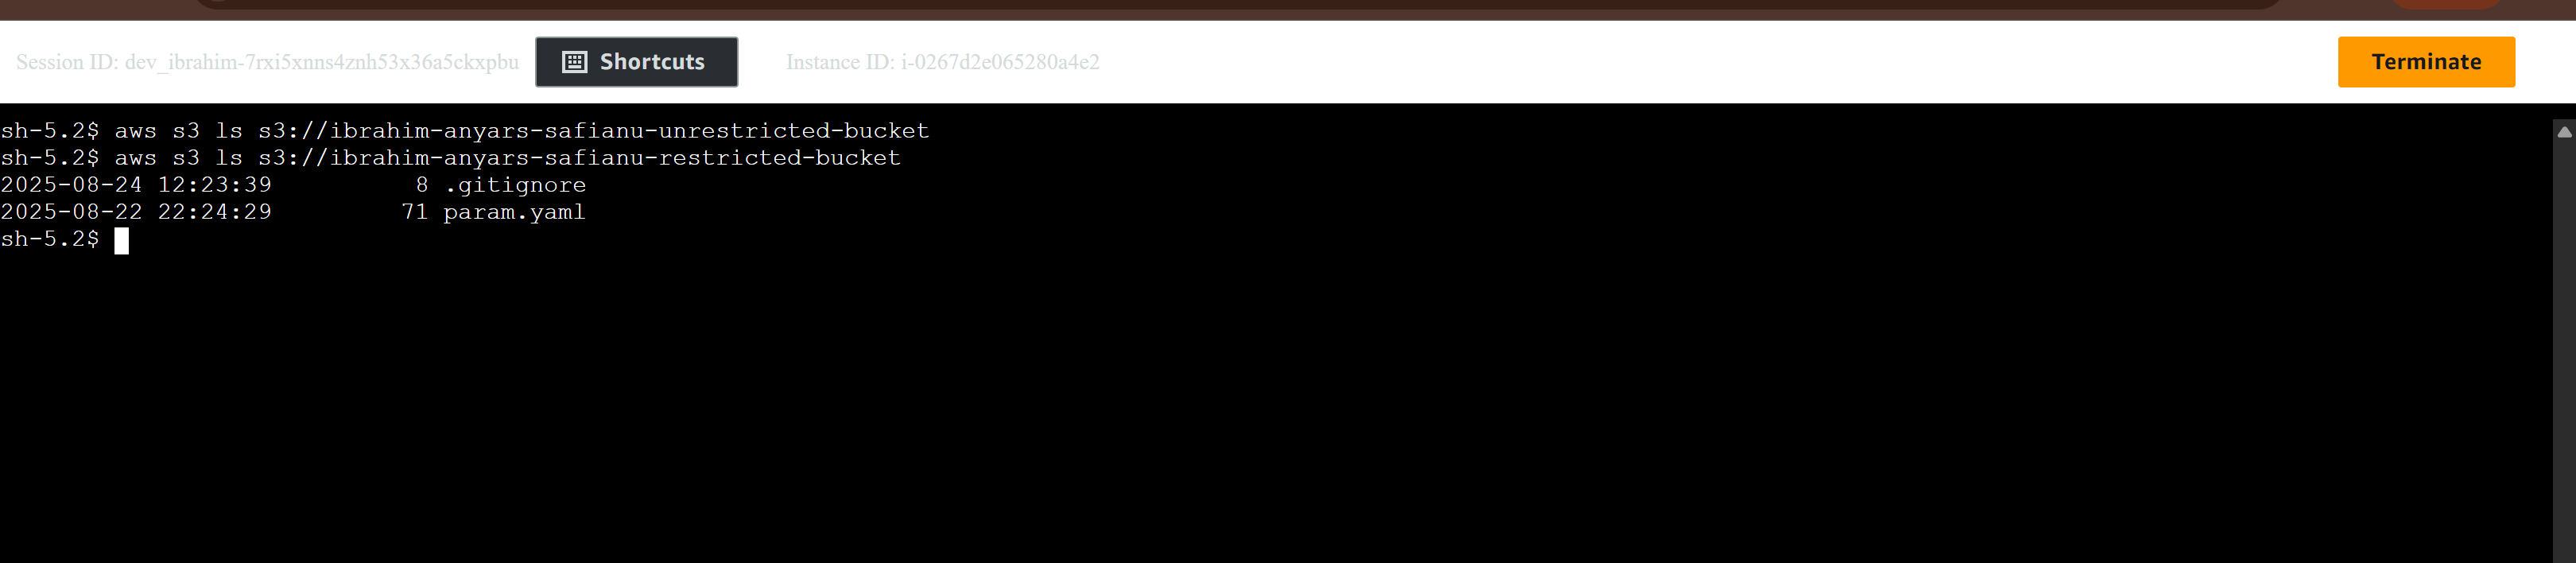 Session ID: dev_ibrahim-7rxi5xnns4znh53x36a5ckxpbu Shortcuts Instance ID: i-0267d2e065280a4e2 Terminate
sh-5.2$ aws s3 ls s3://ibrahim-anyars-safianu-unrestricted-bucket
sh-5.2$ aws s3 ls s3://ibrahim-anyars-safianu-restricted-bucket
2025-08-24 12:23:39          8 .gitignore
2025-08-22 22:24:29         71 param.yaml
sh-5.2$